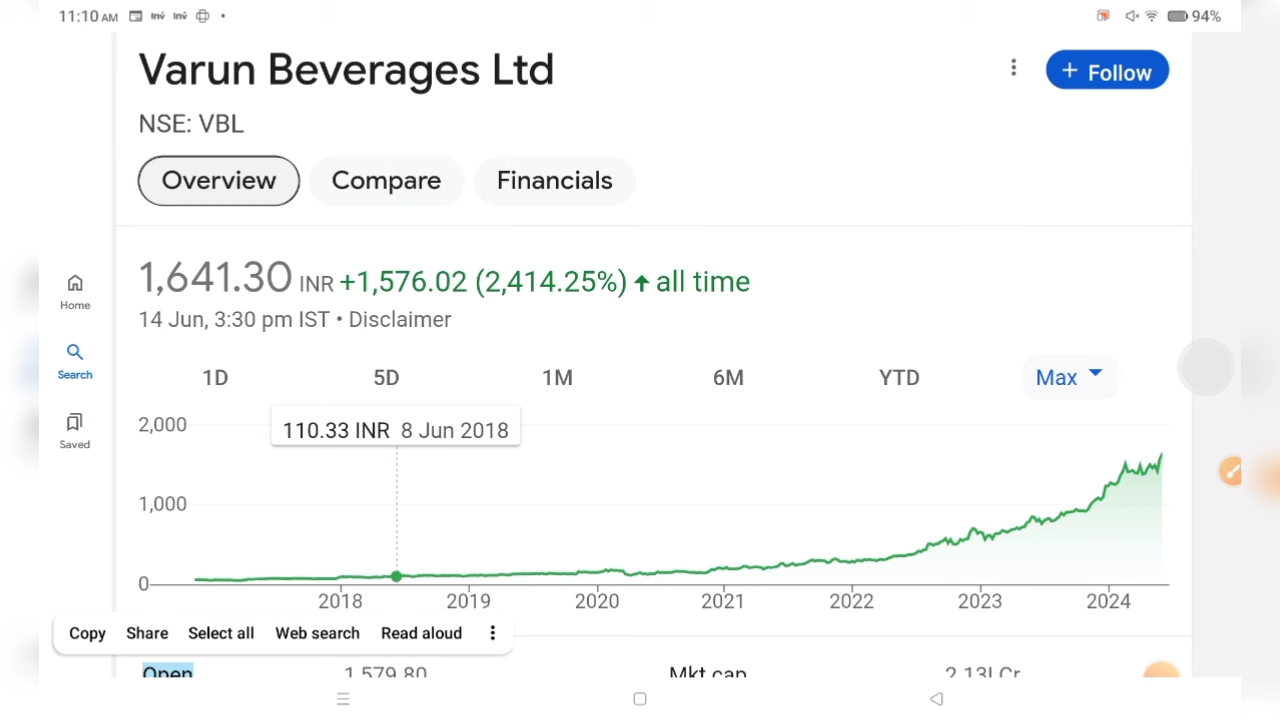 11:10 AM Inv Inv 94%
Varun Beverages Ltd
+ Follow
NSE: VBL
Overview Compare Financials
1,641.30 INR +1,576.02 (2,414.25%) all time
14 Jun, 3:30 pm IST • Disclaimer
Home
Search
Saved
1D 5D 1M 6M YTD Max
2,000
110.33 INR 8 Jun 2018
1,000
0
2018 2019 2020 2021 2022 2023 2024
Copy Share Select all Web search Read aloud
Open 1,579.80 Mkt cap 2.13LCr